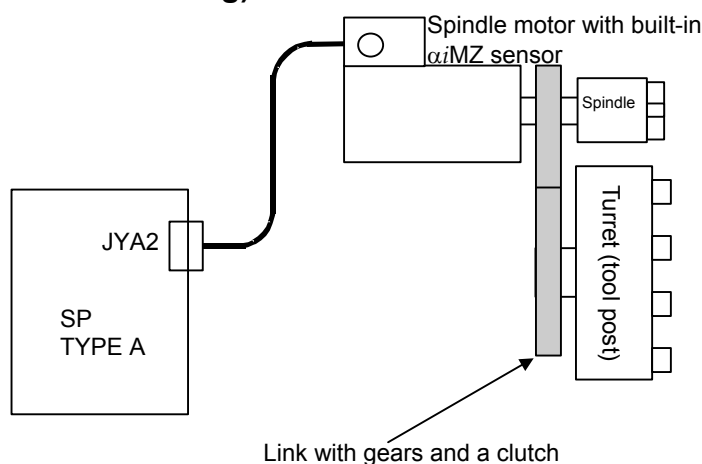 g)
Spindle motor with built-in
αiMZ sensor
Spindle
JYA2
Turret (tool post)
SP
TYPE A
Link with gears and a clutch